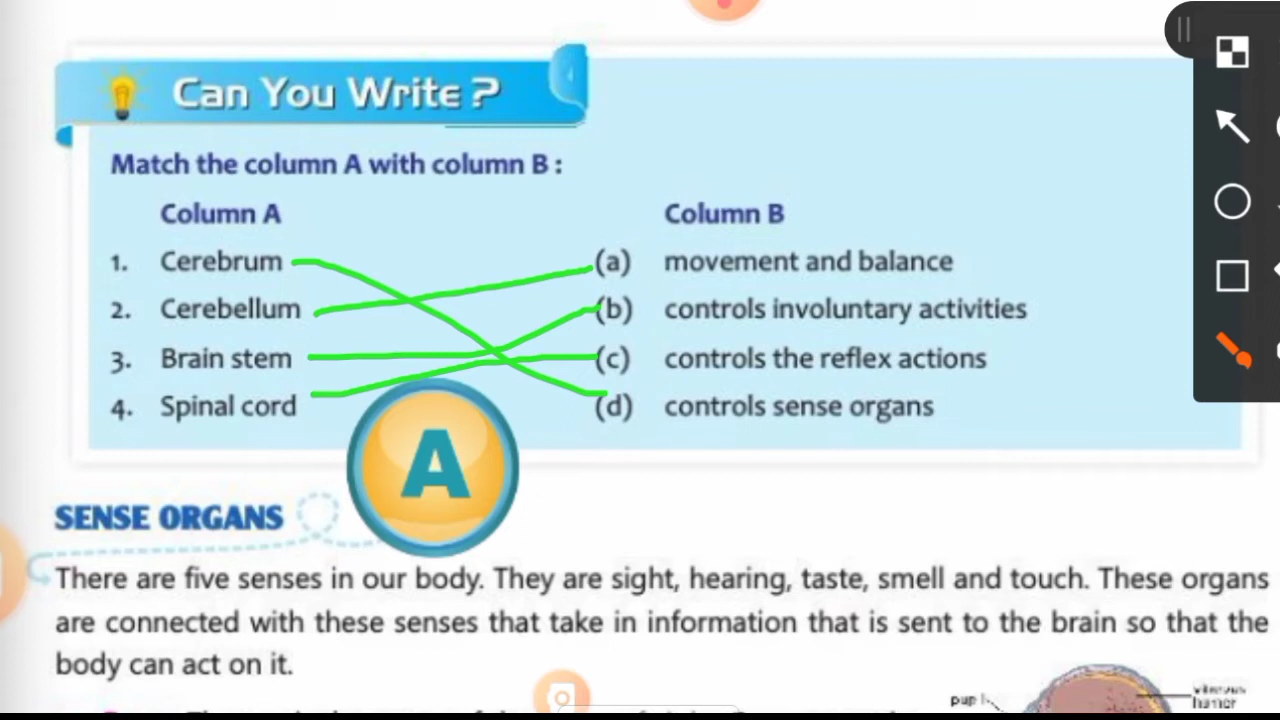 Can You Write ?
Match the column A with column B :
Column A Column B
1. Cerebrum (a) movement and balance
2. Cerebellum (b) controls involuntary activities
3. Brain stem (c) controls the reflex actions
4. Spinal cord (d) controls sense organs
A
SENSE ORGANS
There are five senses in our body. They are sight, hearing, taste, smell and touch. These organs
are connected with these senses that take in information that is sent to the brain so that the
body can act on it.